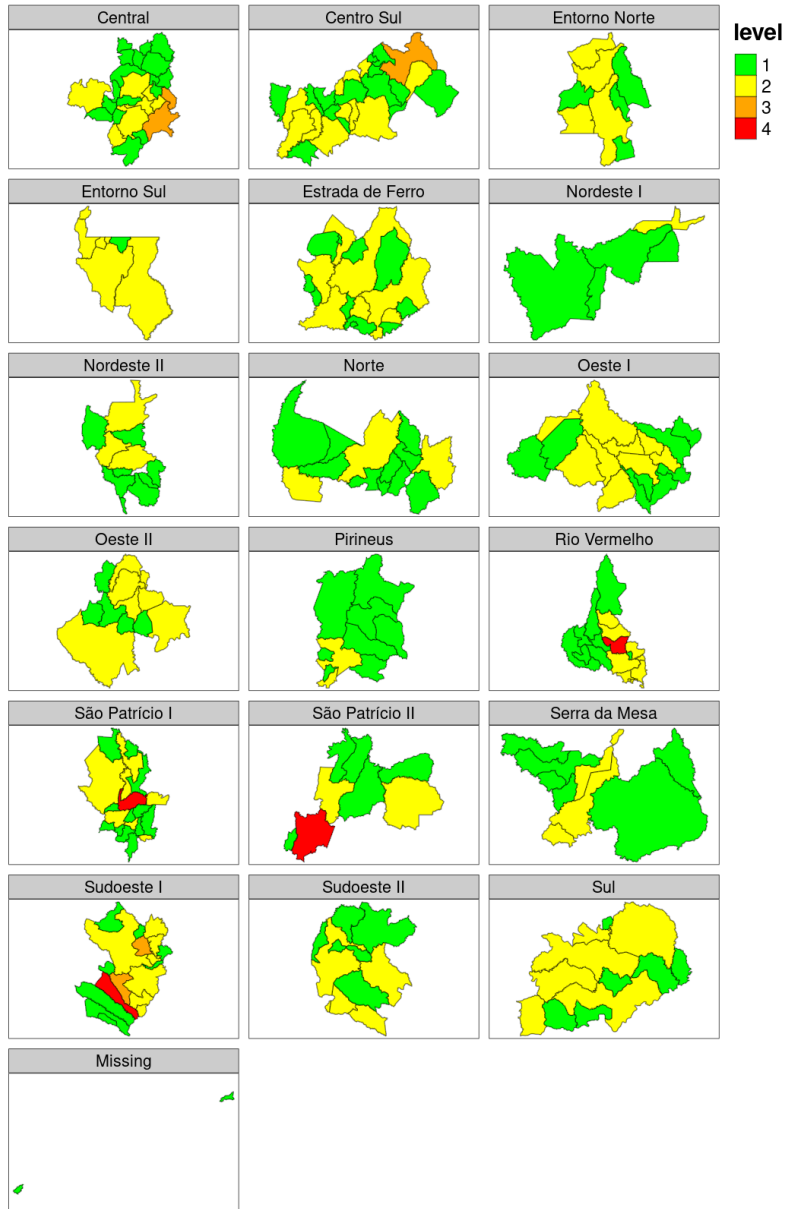 Central
Centro Sul
Entorno Norte
level
1
2
3
4
Entorno Sul
Estrada de Ferro
Nordeste I
Nordeste II
Norte
Oeste I
Oeste II
Pirineus
Rio Vermelho
São Patrício I
São Patrício II
Serra da Mesa
Sudoeste I
Sudoeste II
Sul
Missing